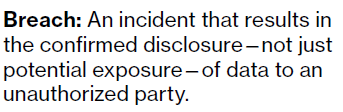 Breach: An incident that results in
the confirmed disclosure—not just
potential exposure—of data to an
unauthorized party.